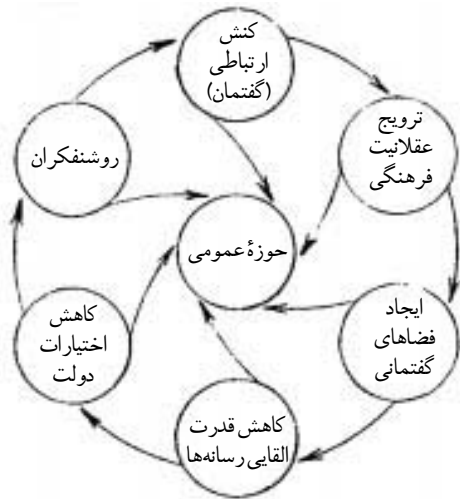 کنش
ارتباطی
(گفتمان)
ترویج
عقلانیت
فرهنگی
روشنفکران
حوزهٔ عمومی
ایجاد
فضاهای
گفتمانی
کاهش
اختیارات
دولت
کاهش قدرت
القایی رسانه‌ها